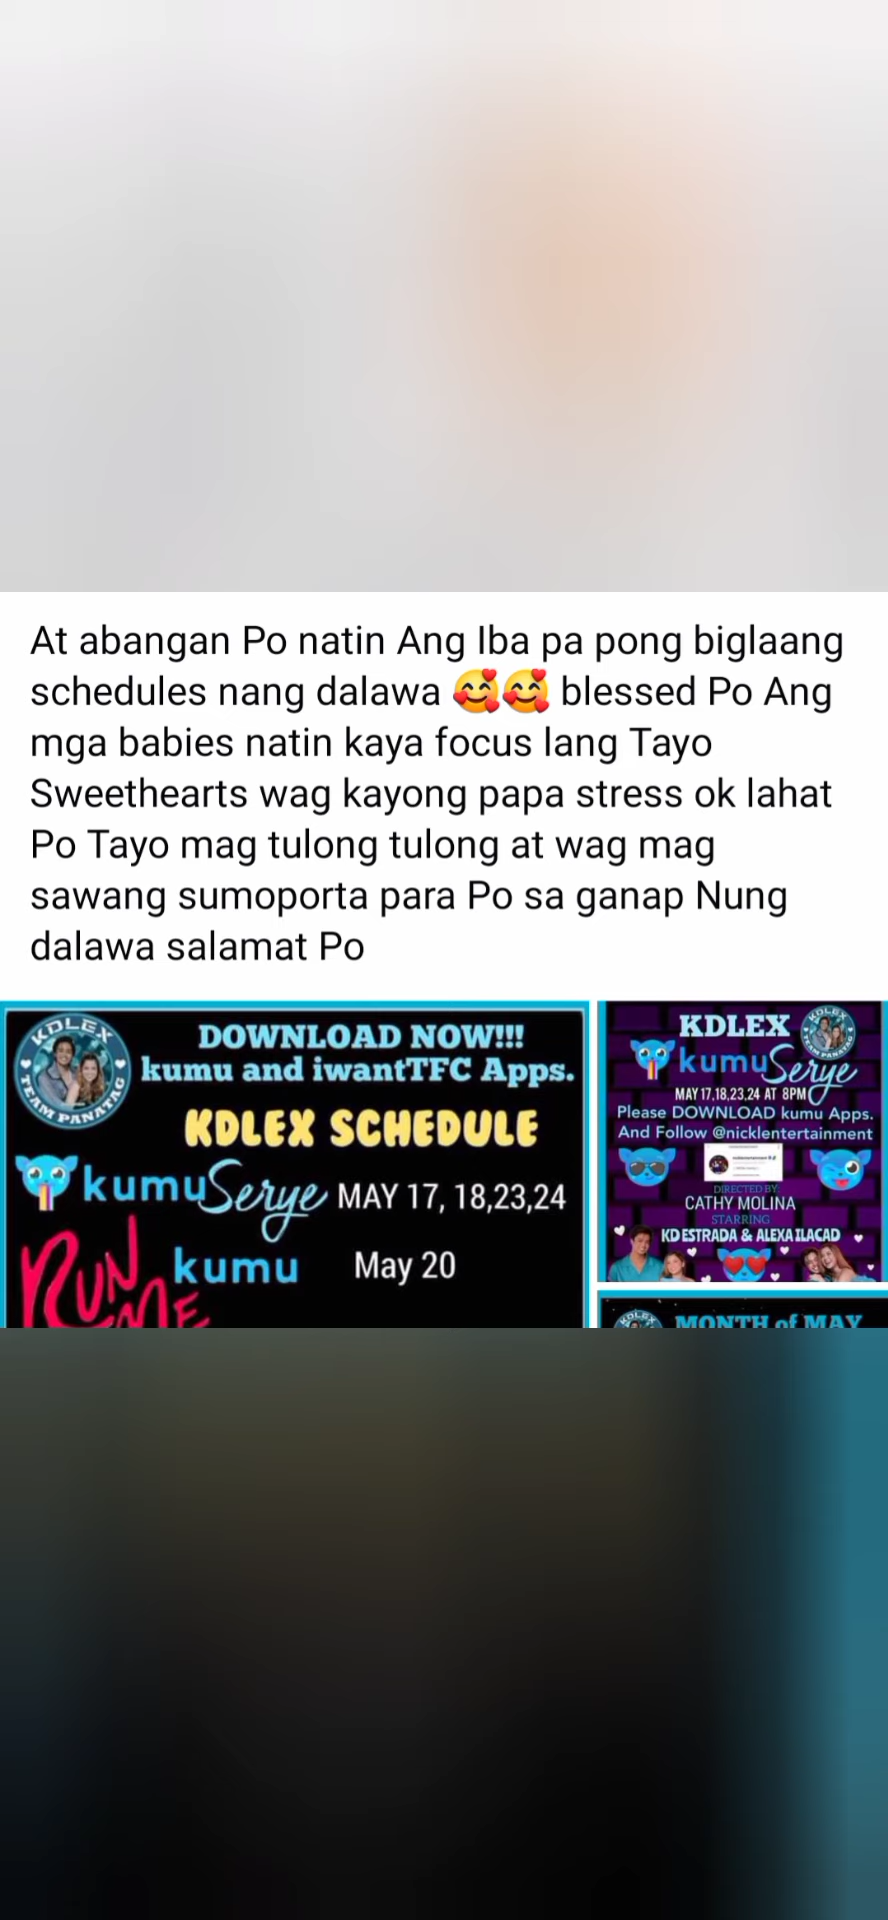 At abangan Po natin Ang Iba pa pong biglaang
schedules nang dalawa 🥰🥰 blessed Po Ang
mga babies natin kaya focus lang Tayo
Sweethearts wag kayong papa stress ok lahat
Po Tayo mag tulong tulong at wag mag
sawang sumoporta para Po sa ganap Nung
dalawa salamat Po
KDLEX
TEAM PANATAG
DOWNLOAD NOW!!!
kumu and iwantTFC Apps.
KDLEX SCHEDULE
kumuSerye MAY 17, 18,23,24
RUN
kumu May 20
ME
KDLEX
kumuSerye
MAY 17,18,23,24 AT 8PM
Please DOWNLOAD kumu Apps.
And Follow @nicklentertainment
DIRECTED BY:
CATHY MOLINA
STARRING
KD ESTRADA & ALEXA ILACAD
KDLEX
MONTH of MAY